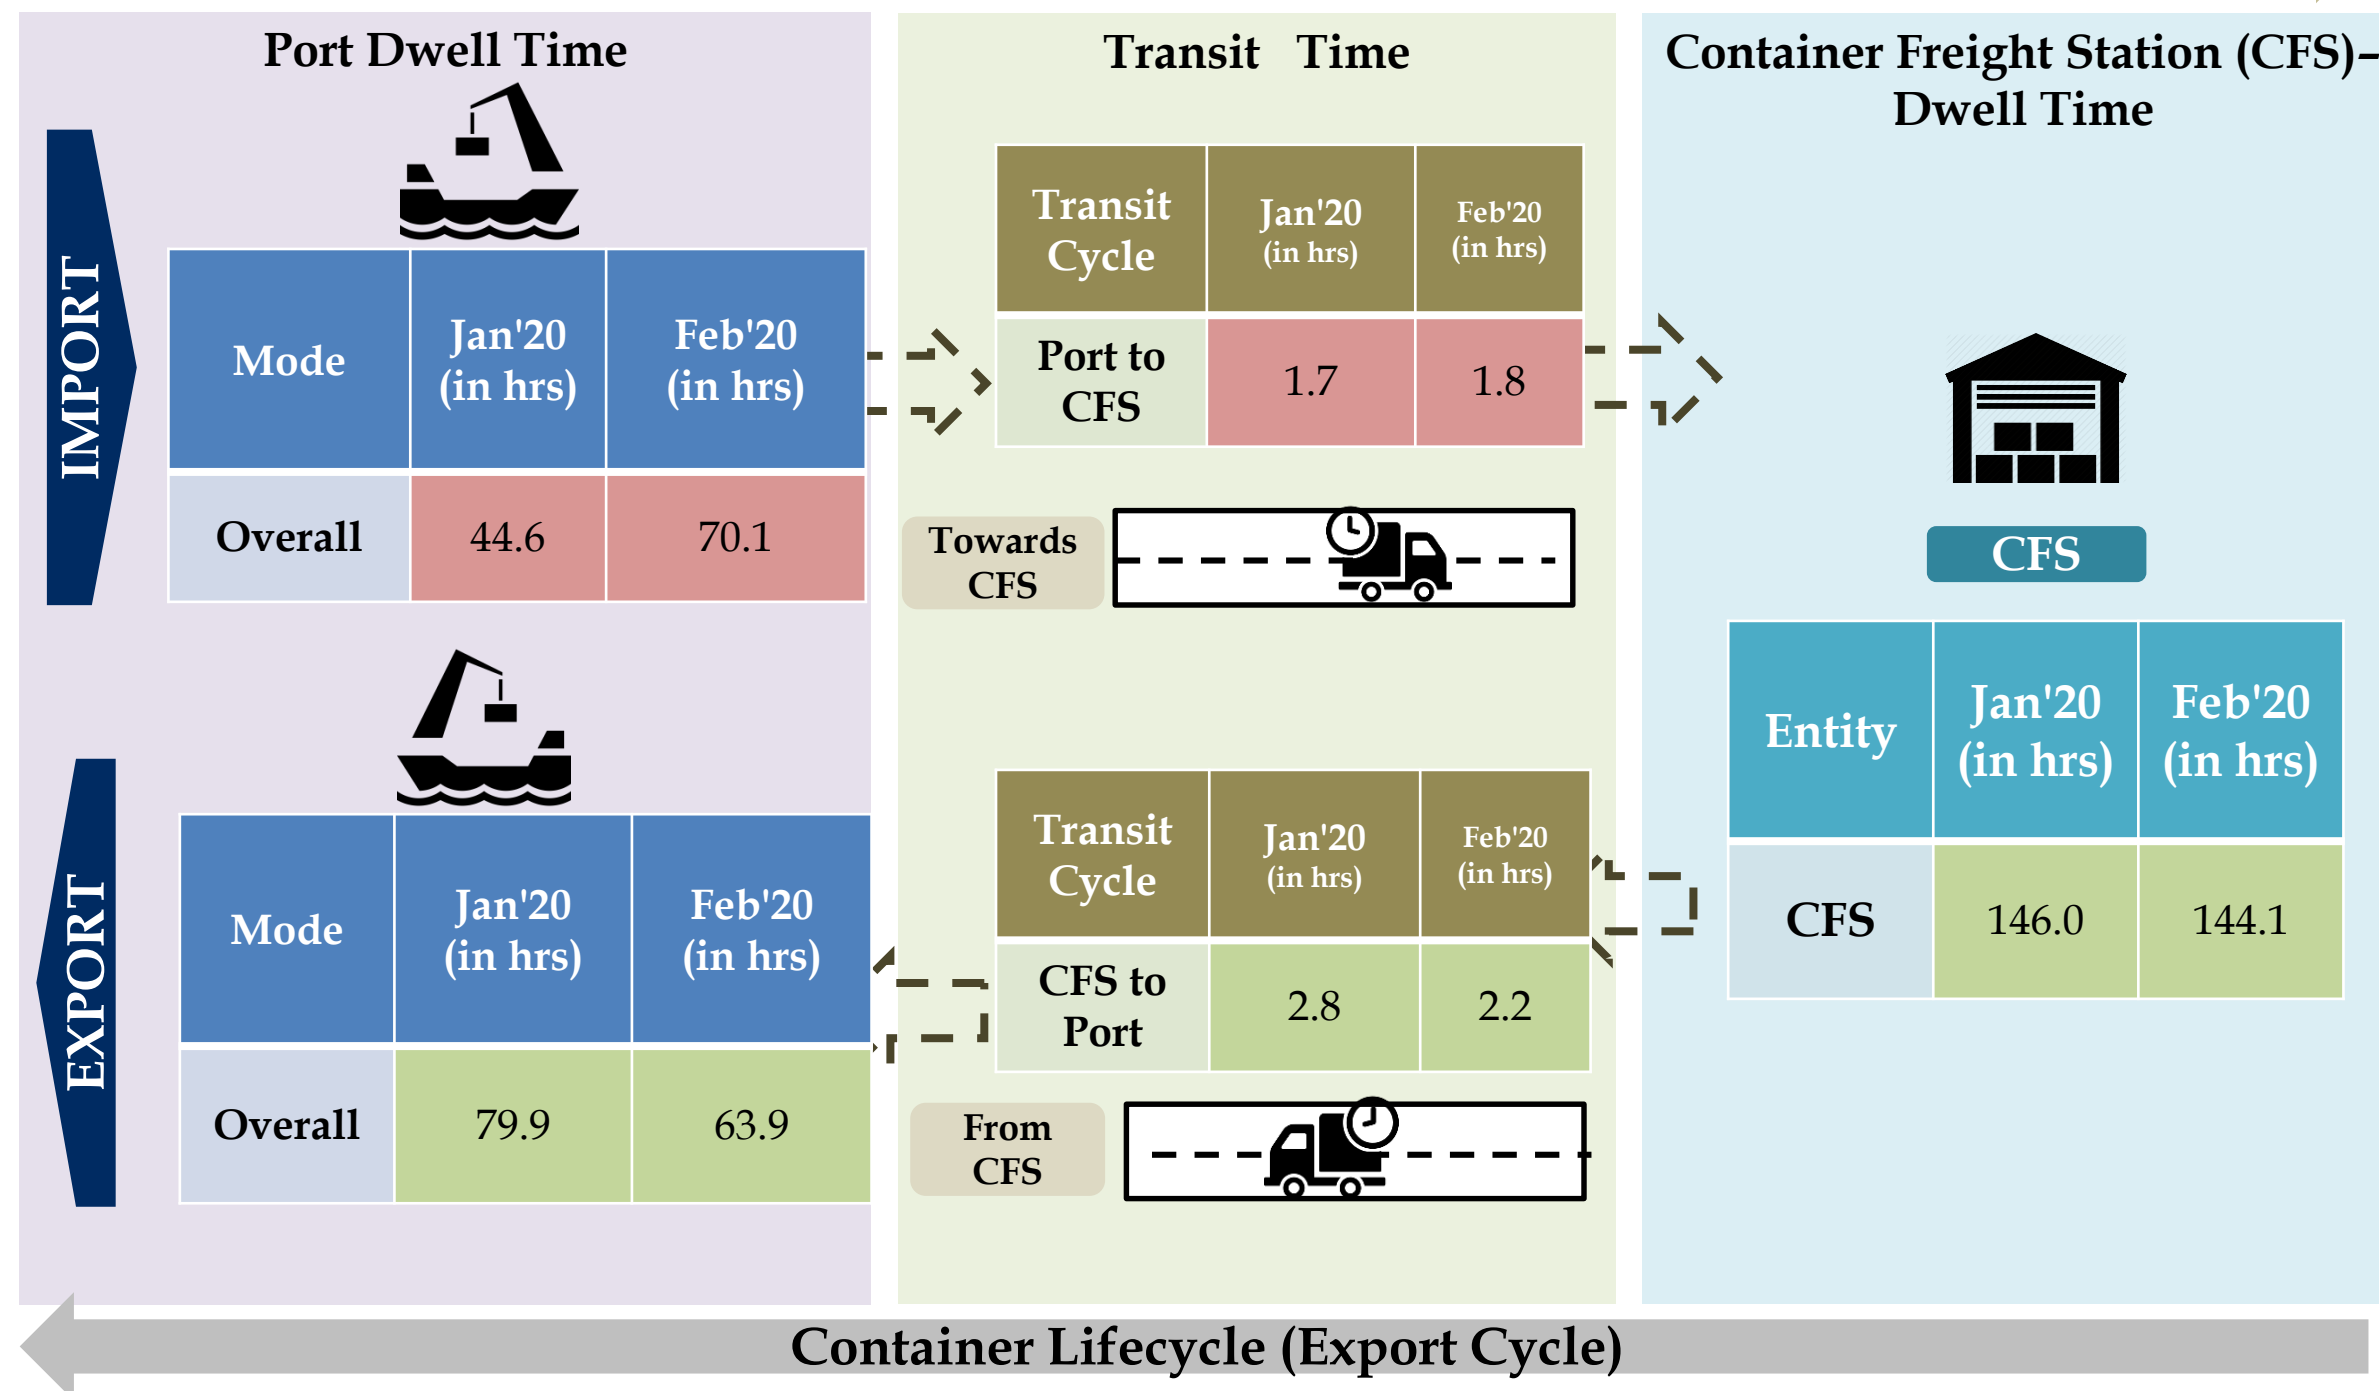 Port Dwell Time
IMPORT
Mode Jan'20 (in hrs) Feb'20 (in hrs)
Overall 44.6 70.1
EXPORT
Mode Jan'20 (in hrs) Feb'20 (in hrs)
Overall 79.9 63.9
Transit Time
Transit Cycle Jan'20 (in hrs) Feb'20 (in hrs)
Port to CFS 1.7 1.8
Towards
CFS
Transit Cycle Jan'20 (in hrs) Feb'20 (in hrs)
CFS to Port 2.8 2.2
From
CFS
Container Freight Station (CFS)–
Dwell Time
CFS
Entity Jan'20 (in hrs) Feb'20 (in hrs)
CFS 146.0 144.1
Container Lifecycle (Export Cycle)